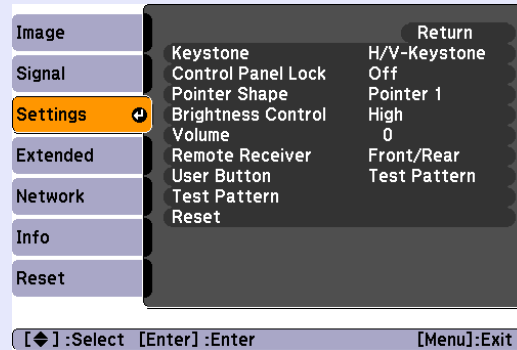 Image
Signal
Settings
Extended
Network
Info
Reset
Return
Keystone H/V-Keystone
Control Panel Lock Off
Pointer Shape Pointer 1
Brightness Control High
Volume 0
Remote Receiver Front/Rear
User Button Test Pattern
Test Pattern
Reset
[◆] :Select [Enter] :Enter [Menu]:Exit